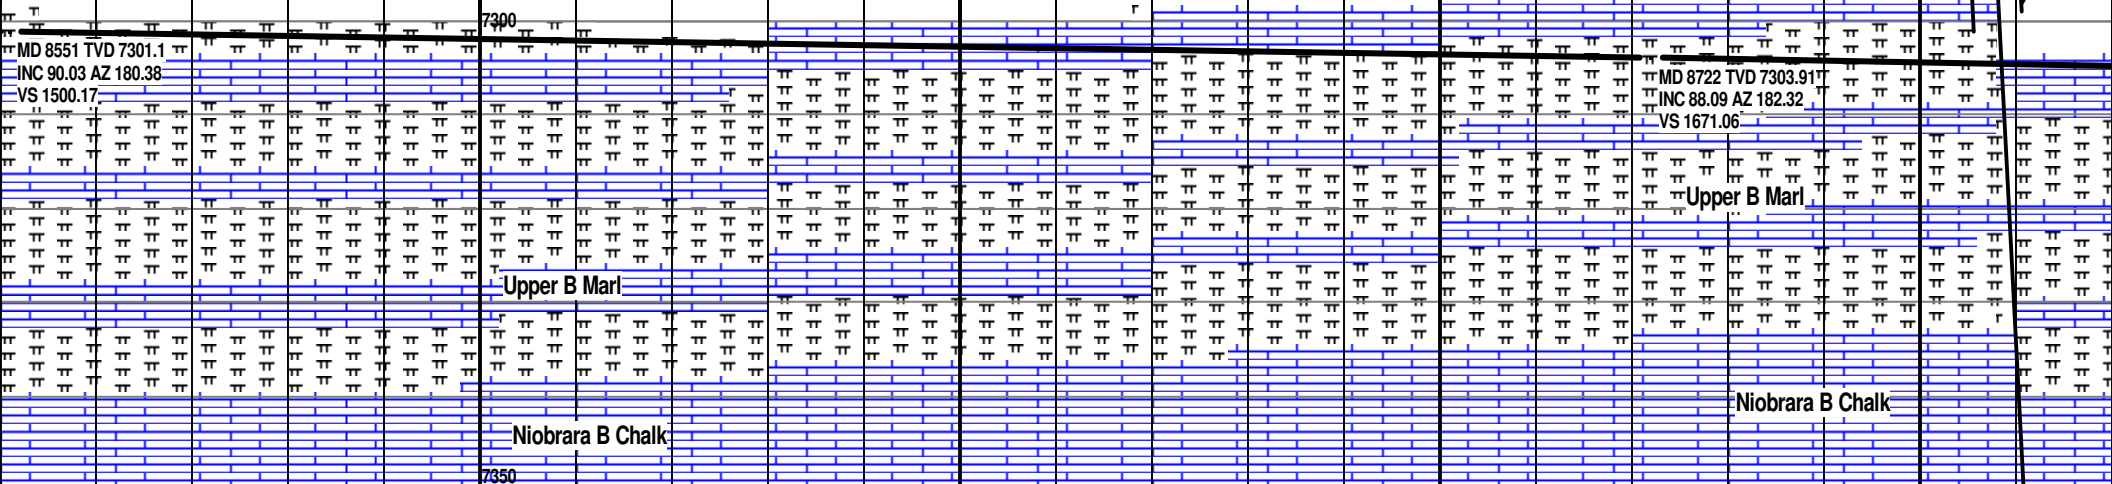 7300
MD 8551 TVD 7301.1
INC 90.03 AZ 180.38
VS 1500.17
MD 8722 TVD 7303.91
INC 88.09 AZ 182.32
VS 1671.06
Upper B Marl
Upper B Marl
Niobrara B Chalk
Niobrara B Chalk
7350